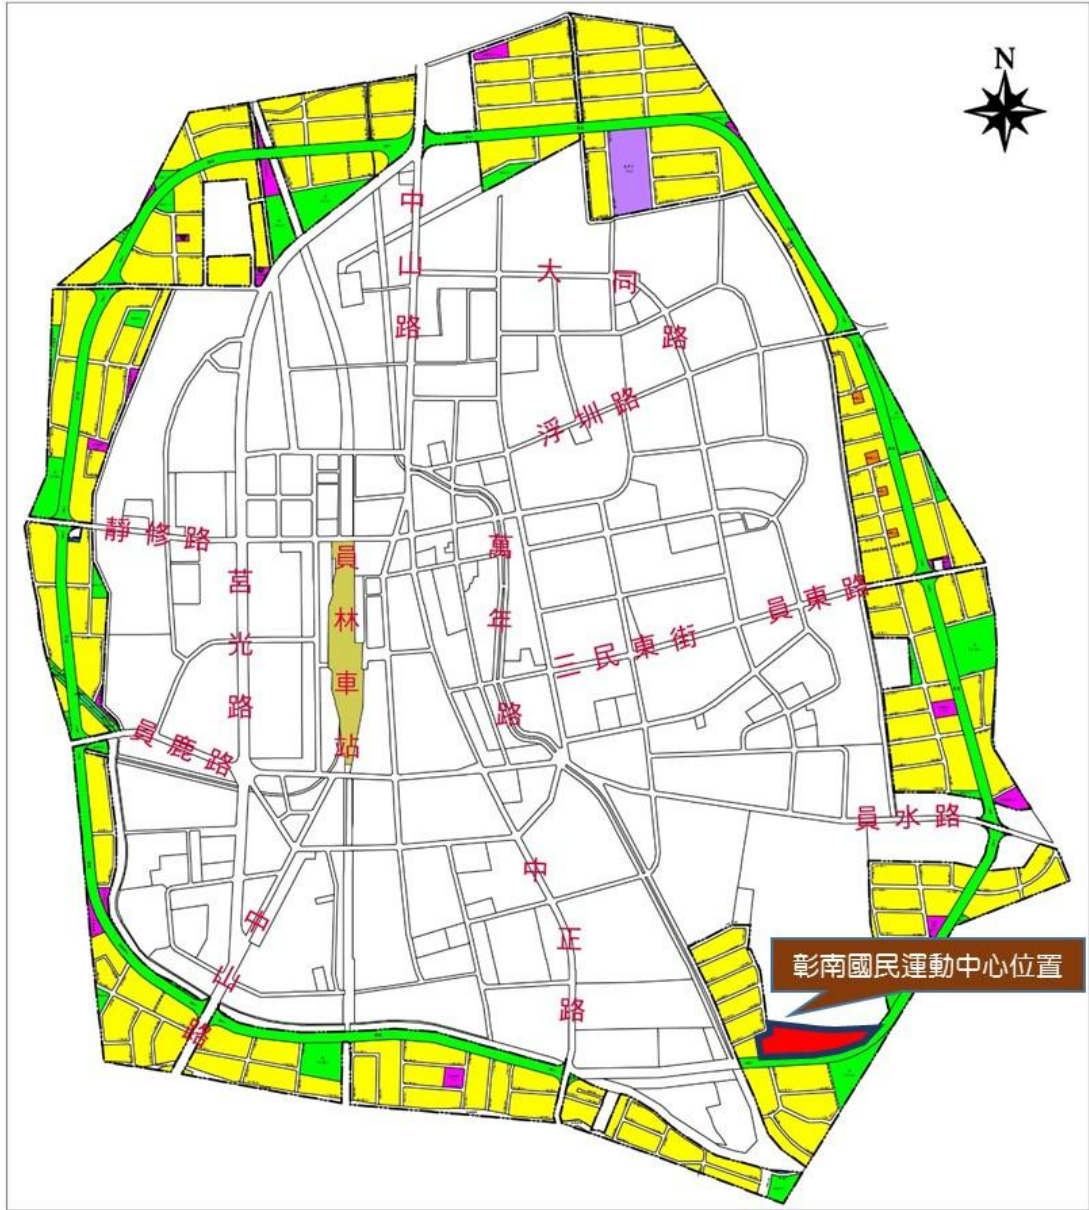 N
中山路
大同路
浮圳路
靜修路
莒光路
員林車站
萬年路
三民東街
員東路
員鹿路
員水路
中山路
中正路
彰南國民運動中心位置